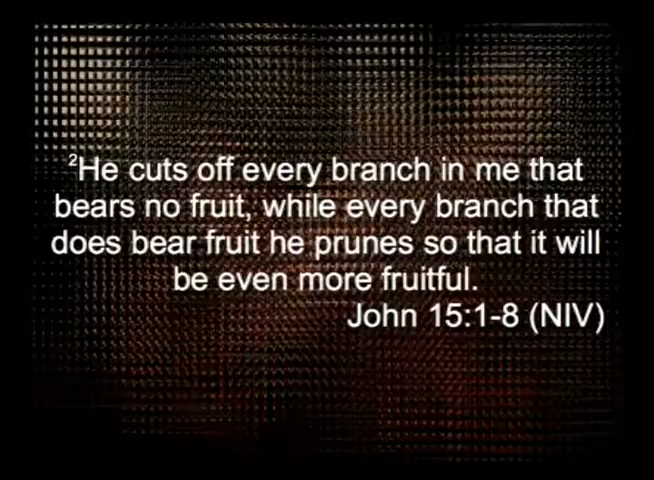 ²He cuts off every branch in me that
bears no fruit, while every branch that
does bear fruit he prunes so that it will
be even more fruitful.
John 15:1-8 (NIV)